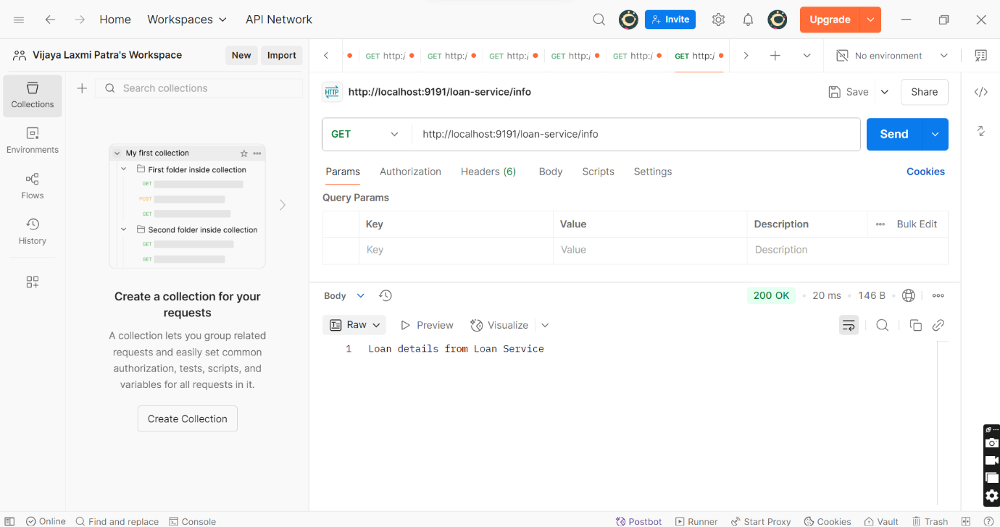 Home Workspaces API Network Invite Upgrade
Vijaya Laxmi Patra's Workspace New Import
GET http:/ GET http:/ GET http:/ GET http:/ GET http:/ GET http:/ No environment
Collections
Environments
Flows
History
Search collections
My first collection
First folder inside collection
GET
POST
GET
Second folder inside collection
GET
GET
Create a collection for your
requests
A collection lets you group related
requests and easily set common
authorization, tests, scripts, and
variables for all requests in it.
Create Collection
HTTP http://localhost:9191/loan-service/info Save Share
GET http://localhost:9191/loan-service/info Send
Params Authorization Headers (6) Body Scripts Settings Cookies
Query Params
Key Value Description Bulk Edit
Key Value Description
Body 200 OK 20 ms 146 B
Raw Preview Visualize
1 Loan details from Loan Service
Online Find and replace Console Postbot Runner Start Proxy Cookies Vault Trash